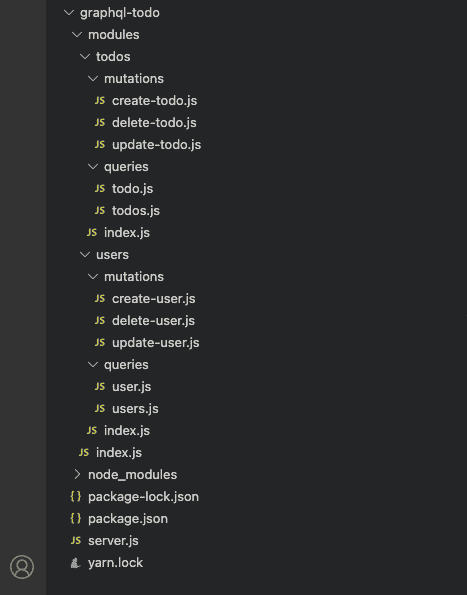 graphql-todo
modules
todos
mutations
JS create-todo.js
JS delete-todo.js
JS update-todo.js
queries
JS todo.js
JS todos.js
JS index.js
users
mutations
JS create-user.js
JS delete-user.js
JS update-user.js
queries
JS user.js
JS users.js
JS index.js
JS index.js
node_modules
{} package-lock.json
{} package.json
JS server.js
yarn.lock